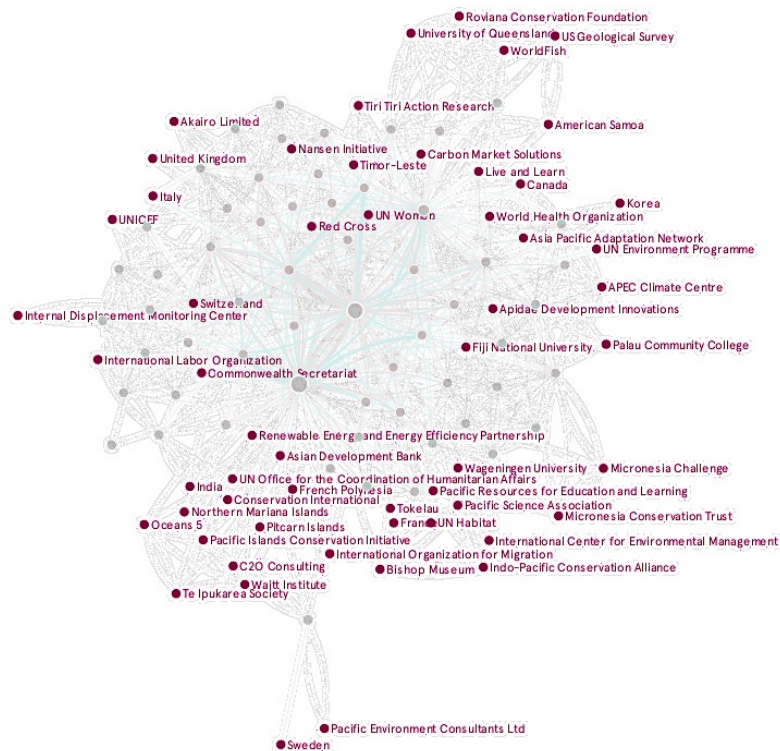 Roviana Conservation Foundation
University of Queensland
US Geological Survey
WorldFish
Tiri Tiri Action Research
Akairo Limited
American Samoa
Nansen Initiative
Carbon Market Solutions
United Kingdom
Timor-Leste
Live and Learn
Canada
Italy
Korea
UNICEF
UN Women
World Health Organization
Red Cross
Asia Pacific Adaptation Network
UN Environment Programme
APEC Climate Centre
Switzerland
Apidae Development Innovations
Internal Displacement Monitoring Center
Fiji National University
Palau Community College
International Labor Organization
Commonwealth Secretariat
Renewable Energy and Energy Efficiency Partnership
Asian Development Bank
Wageningen University
Micronesia Challenge
UN Office for the Coordination of Humanitarian Affairs
India
French Polynesia
Pacific Resources for Education and Learning
Conservation International
Pacific Science Association
Tokelau
Northern Mariana Islands
Micronesia Conservation Trust
Oceans 5
Pitcarn Islands
France
UN Habitat
Pacific Islands Conservation Initiative
International Center for Environmental Management
International Organization for Migration
C2O Consulting
Bishop Museum
Indo-Pacific Conservation Alliance
Waitt Institute
Te Ipukarea Society
Pacific Environment Consultants Ltd
Sweden